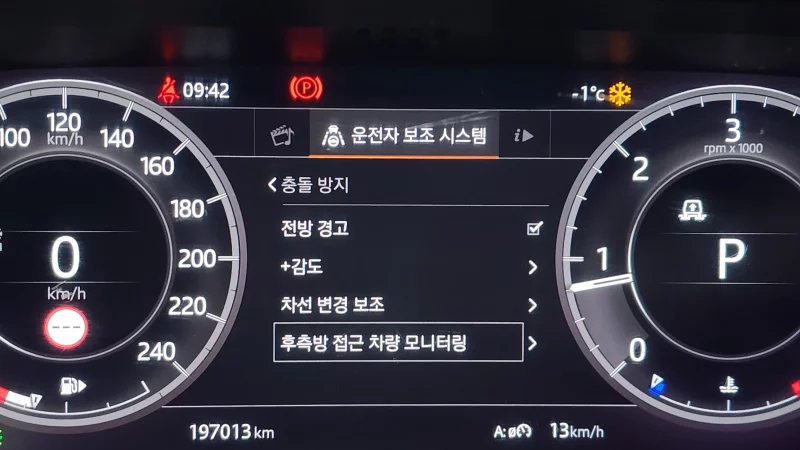 09:42
P
-1°c
100
120
km/h
140
160
180
200
220
240
0
km/h
---
운전자 보조 시스템
i
충돌 방지
전방 경고
+감도
차선 변경 보조
후측방 접근 차량 모니터링
3
rpm x 1000
2
1
0
P
197013 km
A:ø
13km/h